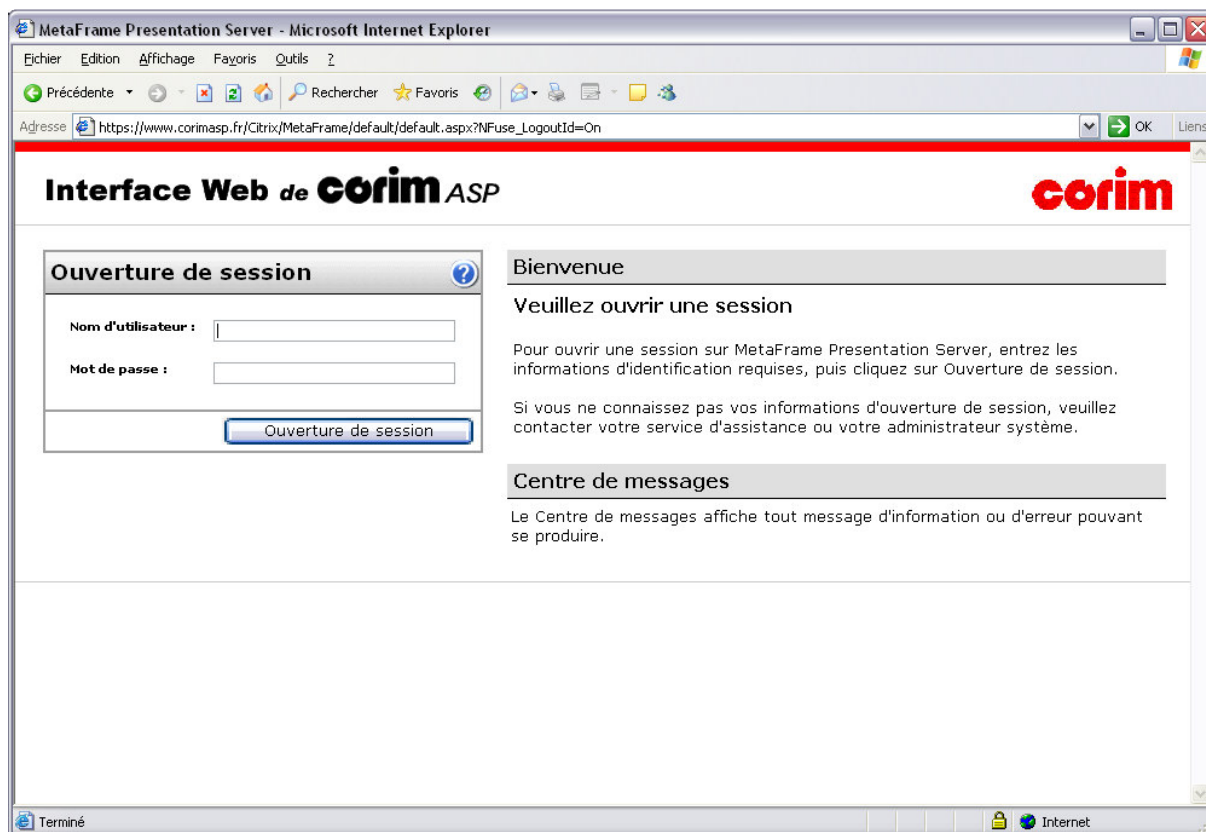 MetaFrame Presentation Server - Microsoft Internet Explorer
Fichier Edition Affichage Favoris Outils ?
Précédente Rechercher Favoris
Adresse https://www.corimasp.fr/Citrix/MetaFrame/default/default.aspx?NFuse_LogoutId=On OK Liens
Interface Web de corim ASP
corim
Ouverture de session
?
Nom d'utilisateur :
Mot de passe :
Ouverture de session
Bienvenue
Veuillez ouvrir une session
Pour ouvrir une session sur MetaFrame Presentation Server, entrez les
informations d'identification requises, puis cliquez sur Ouverture de session.
Si vous ne connaissez pas vos informations d'ouverture de session, veuillez
contacter votre service d'assistance ou votre administrateur système.
Centre de messages
Le Centre de messages affiche tout message d'information ou d'erreur pouvant
se produire.
Terminé Internet